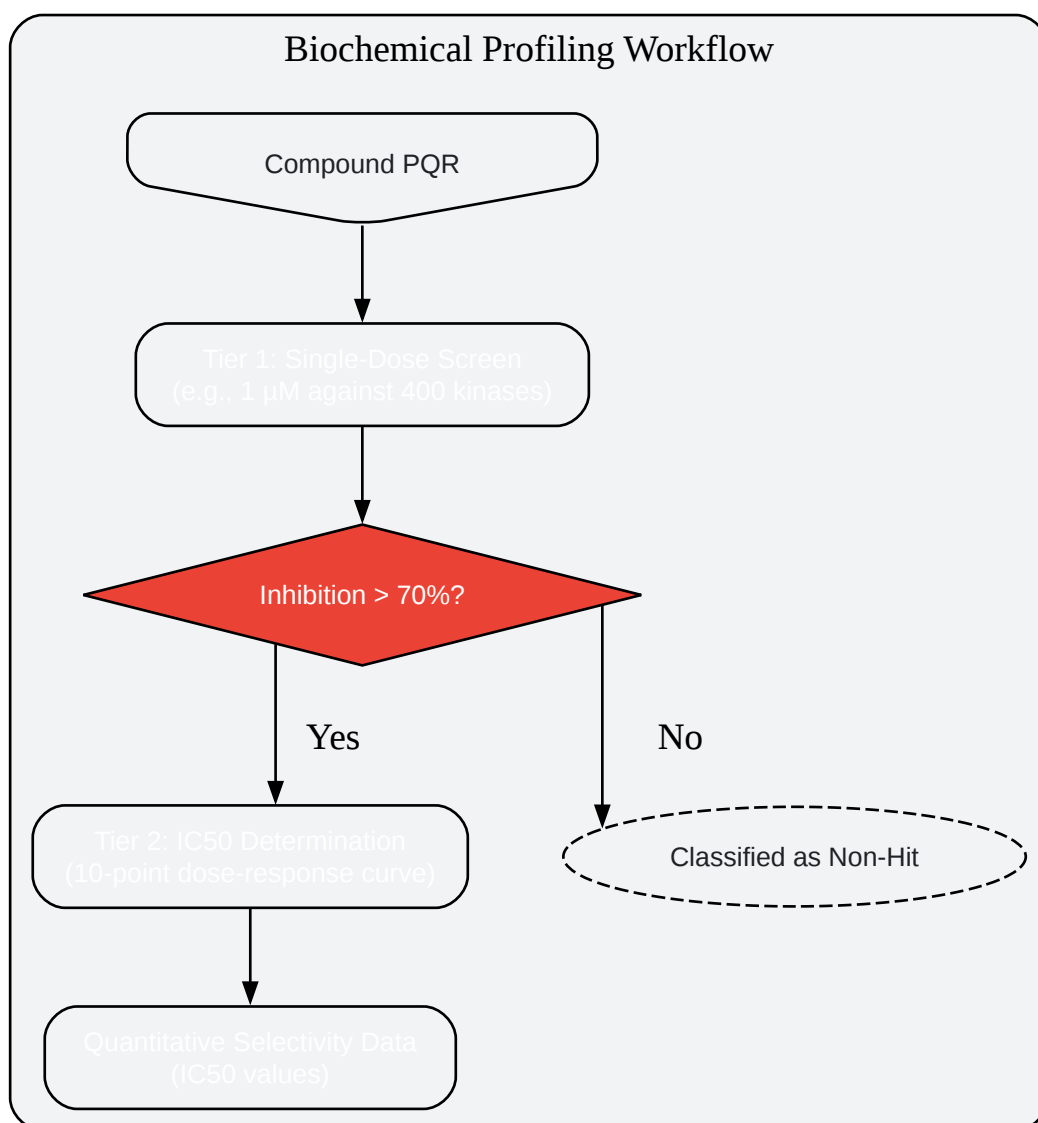 Biochemical Profiling Workflow
Compound PQR
Tier 1: Single-Dose Screen
(e.g., 1 µM against 400 kinases)
Inhibition > 70%?
Yes
No
Tier 2: IC50 Determination
(10-point dose-response curve)
Classified as Non-Hit
Quantitative Selectivity Data
(IC50 values)